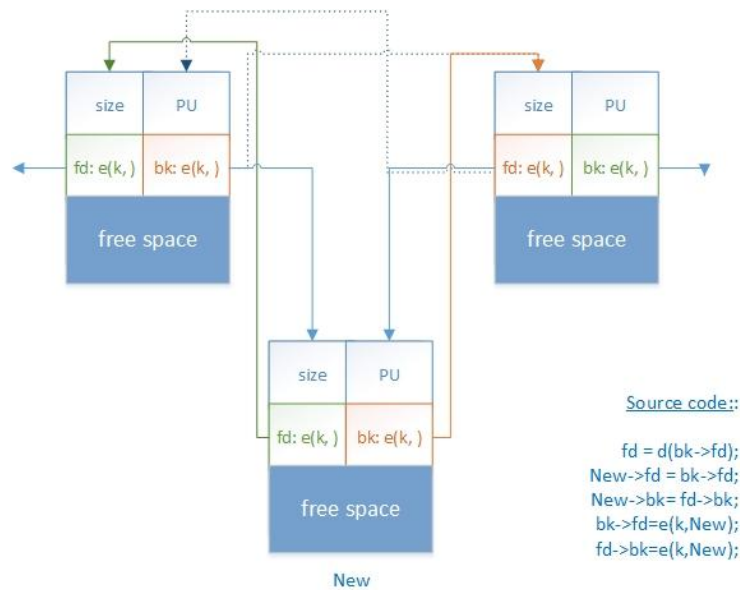 size PU
fd: e(k, ) bk: e(k, )
free space
size PU
fd: e(k, ) bk: e(k, )
free space
size PU
fd: e(k, ) bk: e(k, )
free space
New
Source code::
fd = d(bk->fd);
New->fd = bk->fd;
New->bk= fd->bk;
bk->fd=e(k,New);
fd->bk=e(k,New);